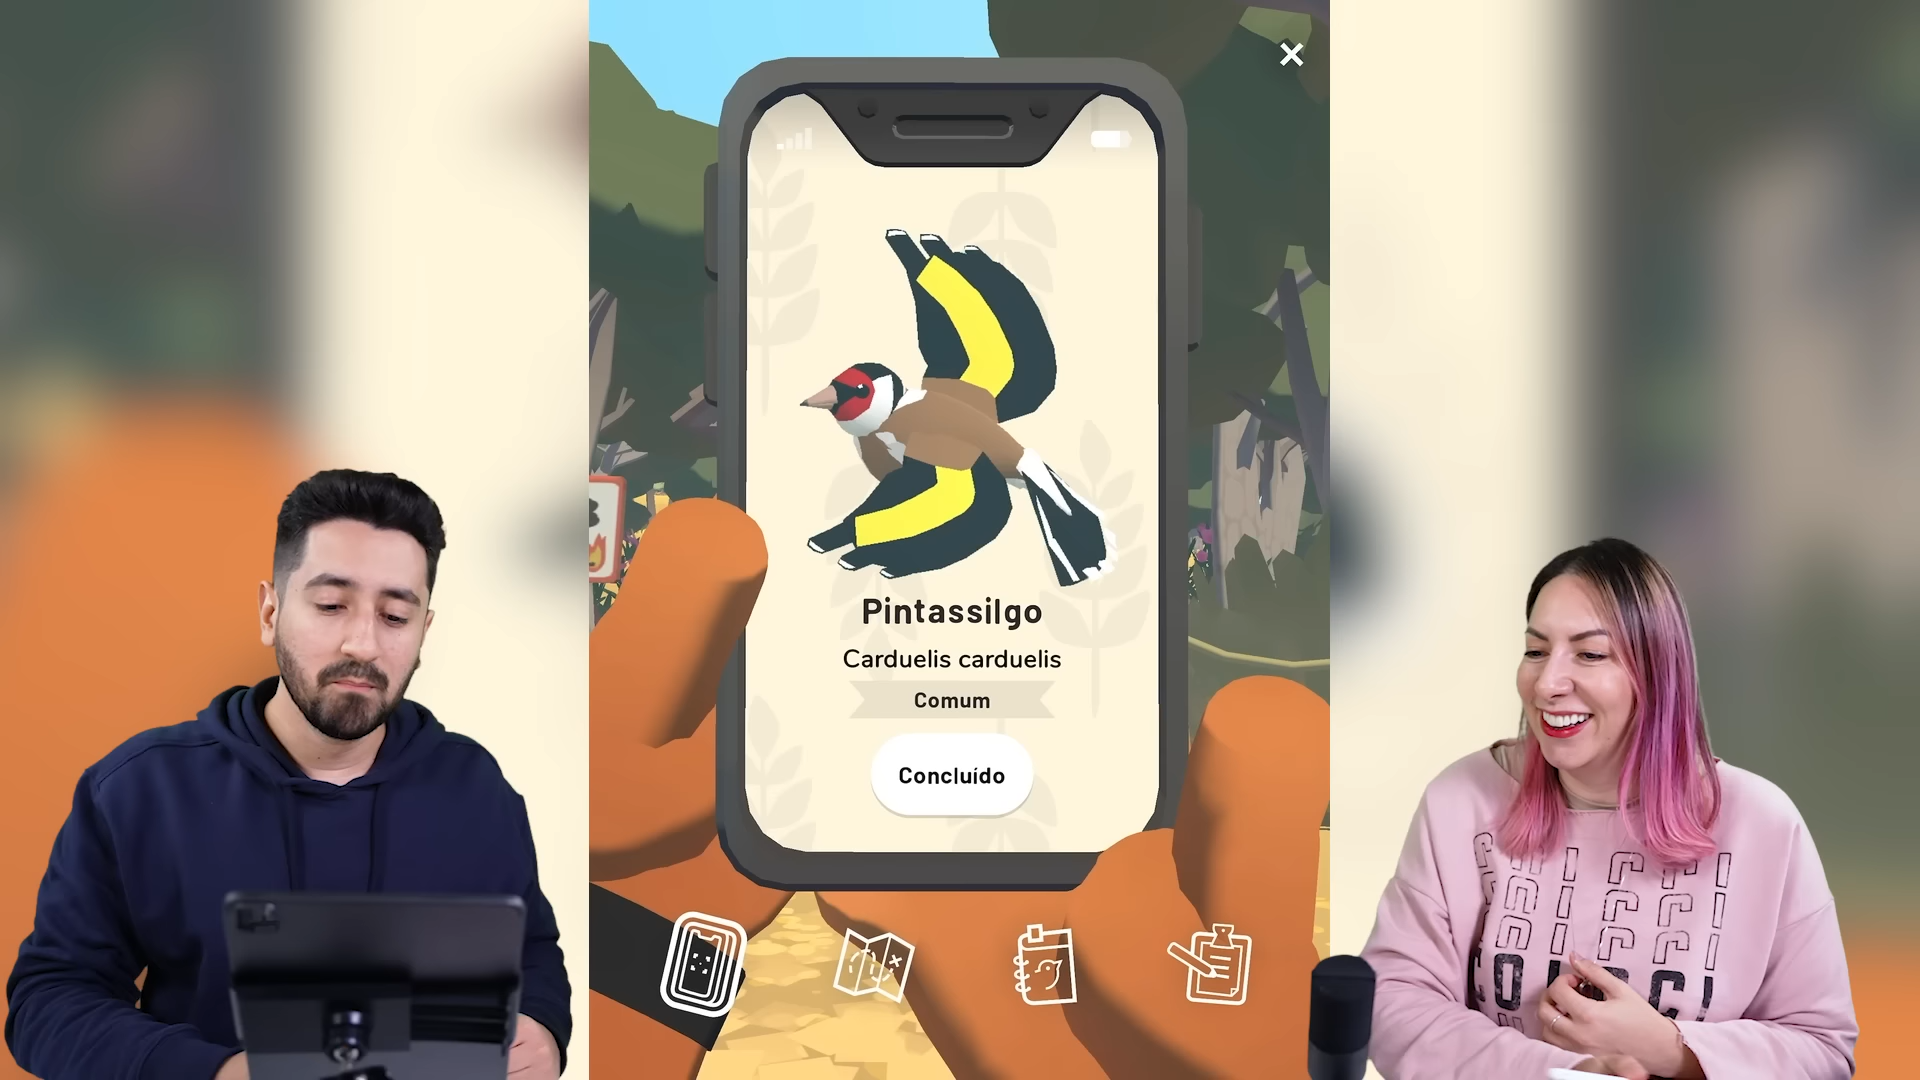 Pintassilgo
Carduelis carduelis
Comum
Concluído